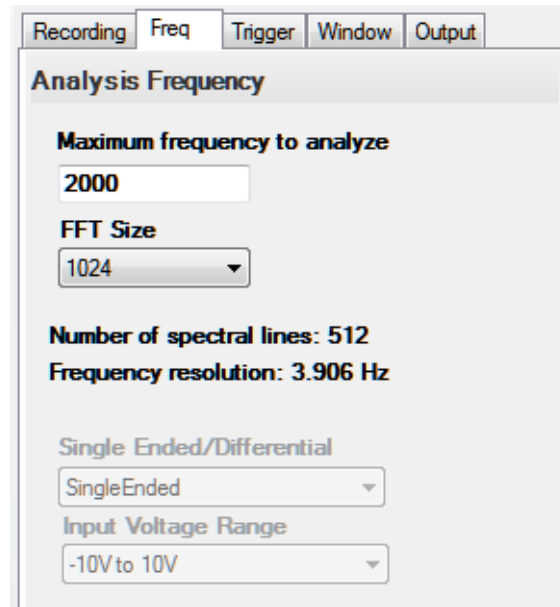 Recording Freq Trigger Window Output
Analysis Frequency
Maximum frequency to analyze
2000
FFT Size
1024
Number of spectral lines: 512
Frequency resolution: 3.906 Hz
Single Ended/Differential
SingleEnded
Input Voltage Range
-10V to 10V